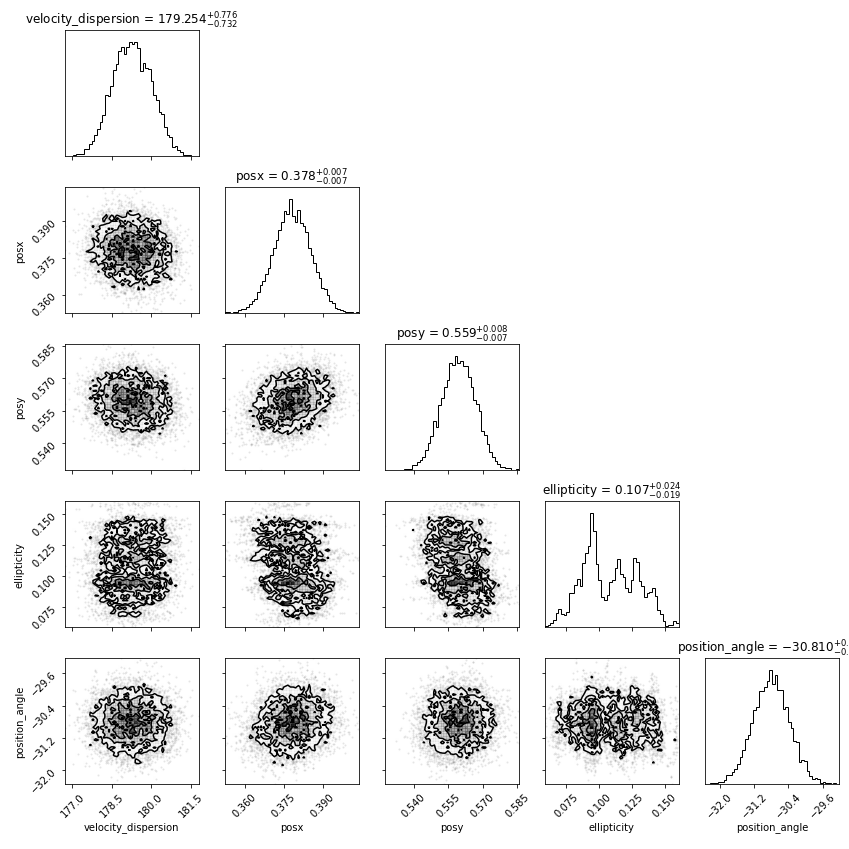 velocity_dispersion = 179.254+0.776 −0.732
posx = 0.378+0.007 −0.007
posx
0.390
0.375
0.360
posy = 0.559+0.008 −0.007
posy
0.585
0.570
0.555
0.540
ellipticity = 0.107+0.024 −0.019
ellipticity
0.150
0.125
0.100
0.075
position_angle = −30.810+0. −0.
position_angle
−29.6
−30.4
−31.2
−32.0
177.0 178.5 180.0 181.5
0.360 0.375 0.390
0.540 0.555 0.570 0.585
0.075 0.100 0.125 0.150
−32.0 −31.2 −30.4 −29.6
velocity_dispersion posx posy ellipticity position_angle